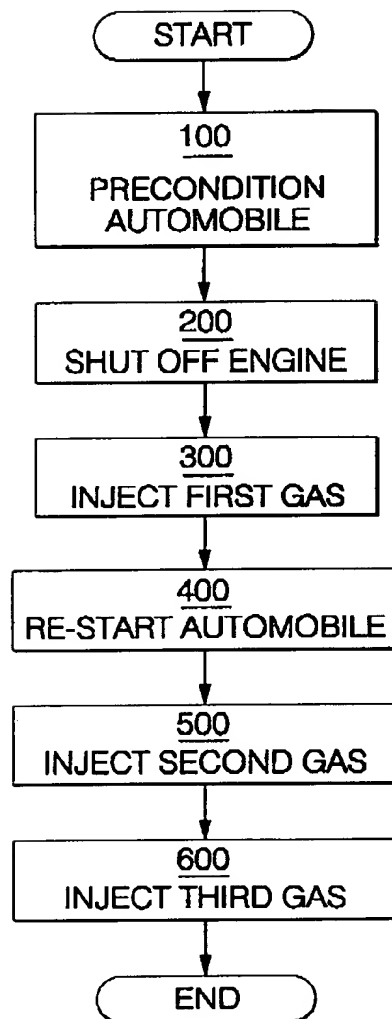 START
100
PRECONDITION
AUTOMOBILE
200
SHUT OFF ENGINE
300
INJECT FIRST GAS
400
RE-START AUTOMOBILE
500
INJECT SECOND GAS
600
INJECT THIRD GAS
END